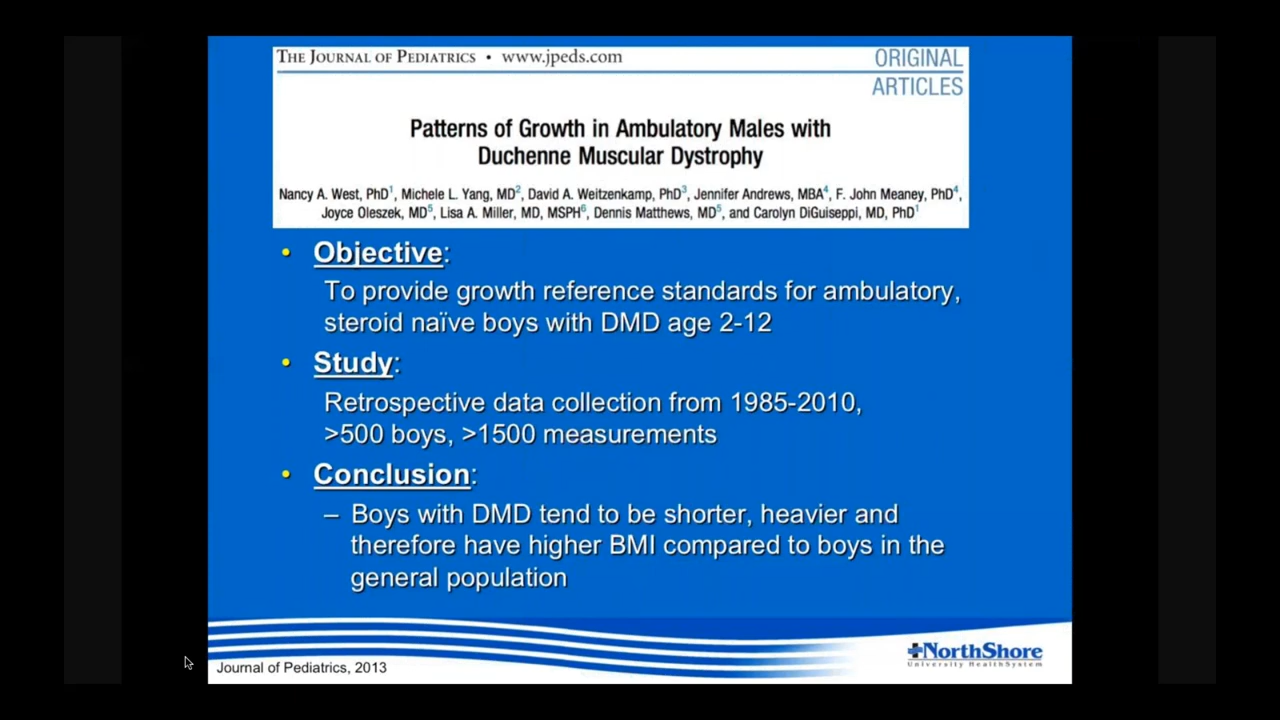 THE JOURNAL OF PEDIATRICS • www.jpeds.com
ORIGINAL
ARTICLES
Patterns of Growth in Ambulatory Males with
Duchenne Muscular Dystrophy
Nancy A. West, PhD1, Michele L. Yang, MD2, David A. Weitzenkamp, PhD3, Jennifer Andrews, MBA4, F. John Meaney, PhD4,
Joyce Oleszek, MD5, Lisa A. Miller, MD, MSPH6, Dennis Matthews, MD5, and Carolyn DiGuiseppi, MD, PhD1
• Objective:
To provide growth reference standards for ambulatory,
steroid naïve boys with DMD age 2-12
• Study:
Retrospective data collection from 1985-2010,
>500 boys, >1500 measurements
• Conclusion:
– Boys with DMD tend to be shorter, heavier and
therefore have higher BMI compared to boys in the
general population
NorthShore
University HealthSystem
Journal of Pediatrics, 2013